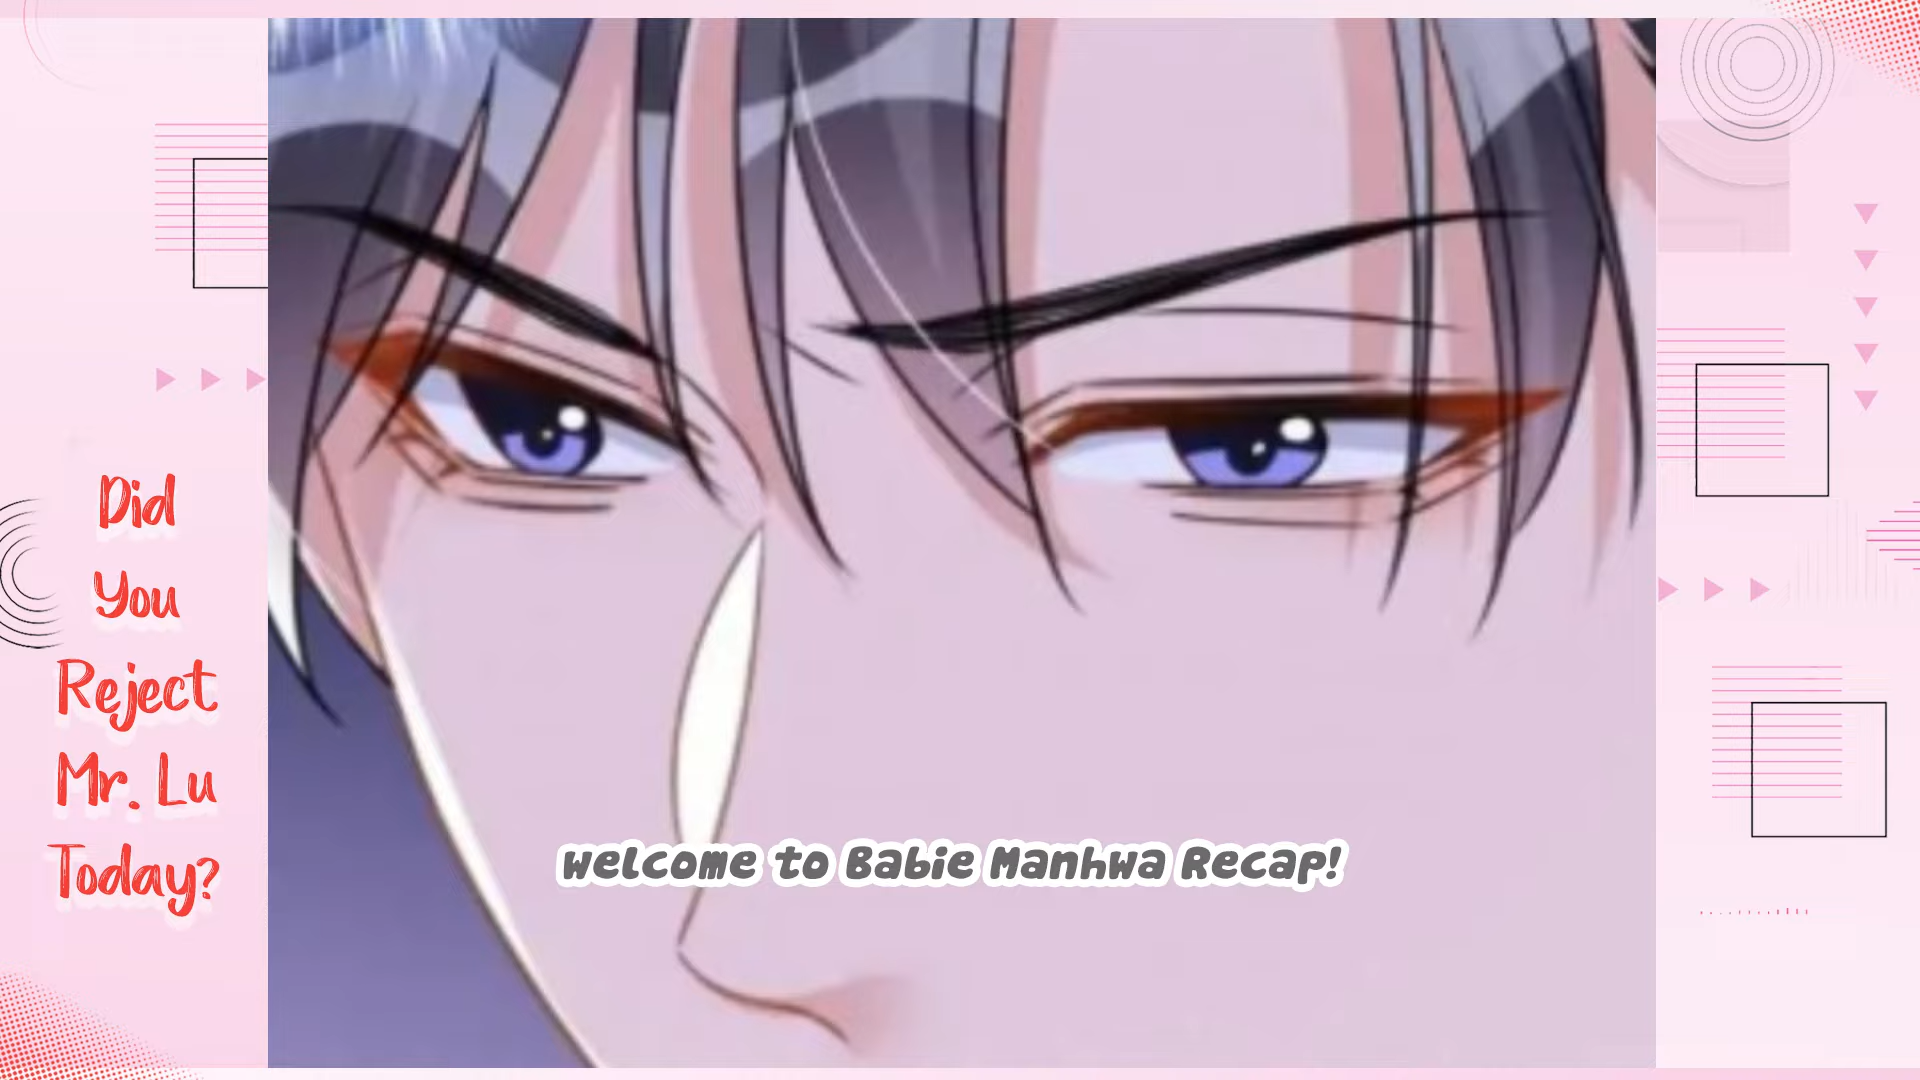 Did
You
Reject
Mr. Lu
Today?
welcome to Babie Manhwa Recap!